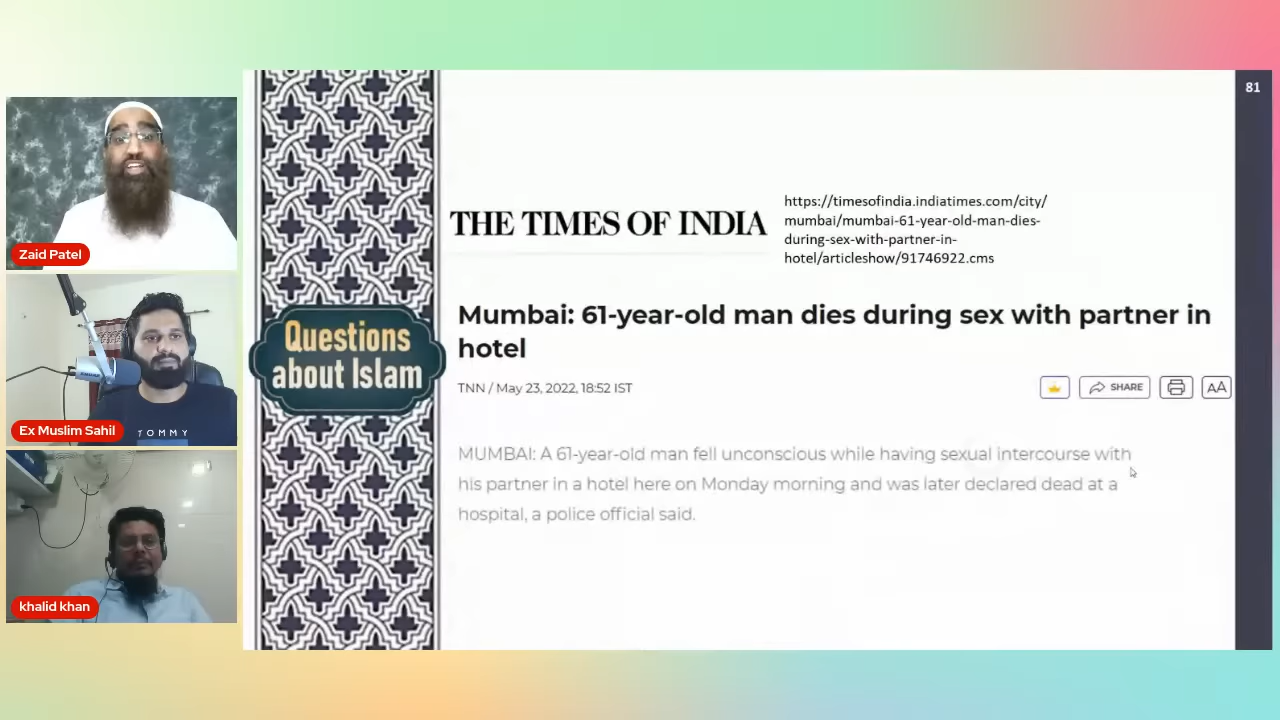 81
Zaid Patel
Ex Muslim Sahil
TOMMY
khalid khan
Questions
about Islam
THE TIMES OF INDIA
https://timesofindia.indiatimes.com/city/
mumbai/mumbai-61-year-old-man-dies-
during-sex-with-partner-in-
hotel/articleshow/91746922.cms
Mumbai: 61-year-old man dies during sex with partner in
hotel
TNN / May 23, 2022, 18:52 IST
SHARE
AA
MUMBAI: A 61-year-old man fell unconscious while having sexual intercourse with
his partner in a hotel here on Monday morning and was later declared dead at a
hospital, a police official said.